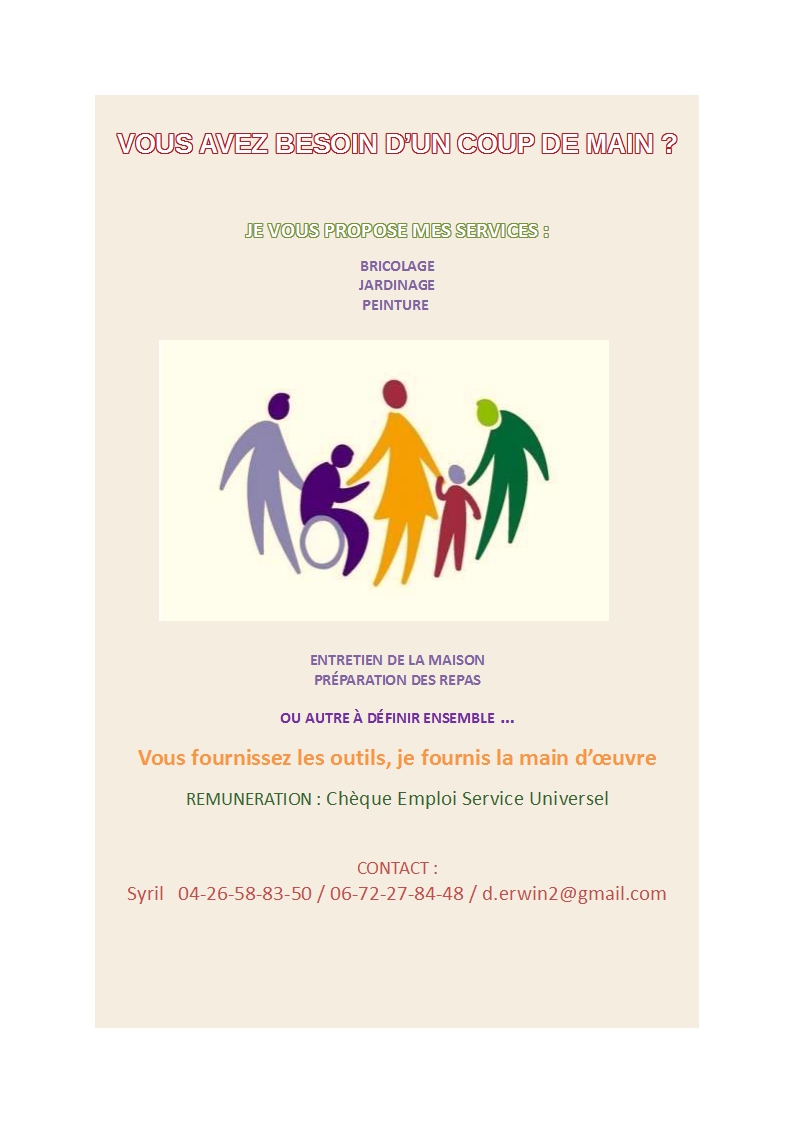 VOUS AVEZ BESOIN D'UN COUP DE MAIN ?
JE VOUS PROPOSE MES SERVICES :
BRICOLAGE
JARDINAGE
PEINTURE
ENTRETIEN DE LA MAISON
PRÉPARATION DES REPAS
OU AUTRE À DÉFINIR ENSEMBLE ...
Vous fournissez les outils, je fournis la main d’œuvre
REMUNERATION : Chèque Emploi Service Universel
CONTACT :
Syril 04-26-58-83-50 / 06-72-27-84-48 / d.erwin2@gmail.com